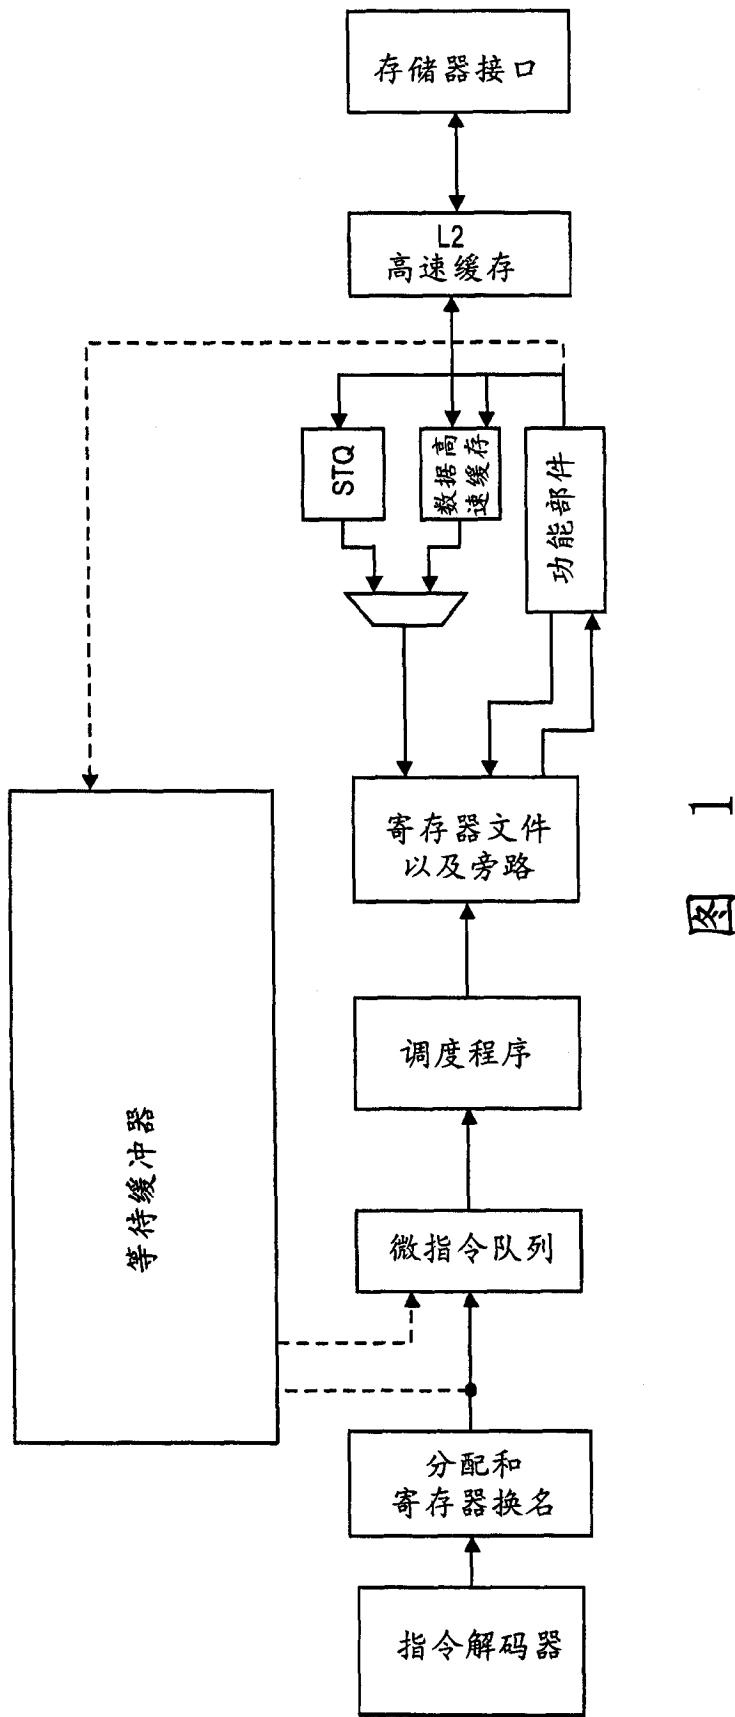 存储器接口
L2
高速缓存
STQ
数据高
速缓存
功能部件
寄存器文件
以及旁路
调度程序
等待缓冲器
微指令队列
分配和
寄存器换名
指令解码器
图 1